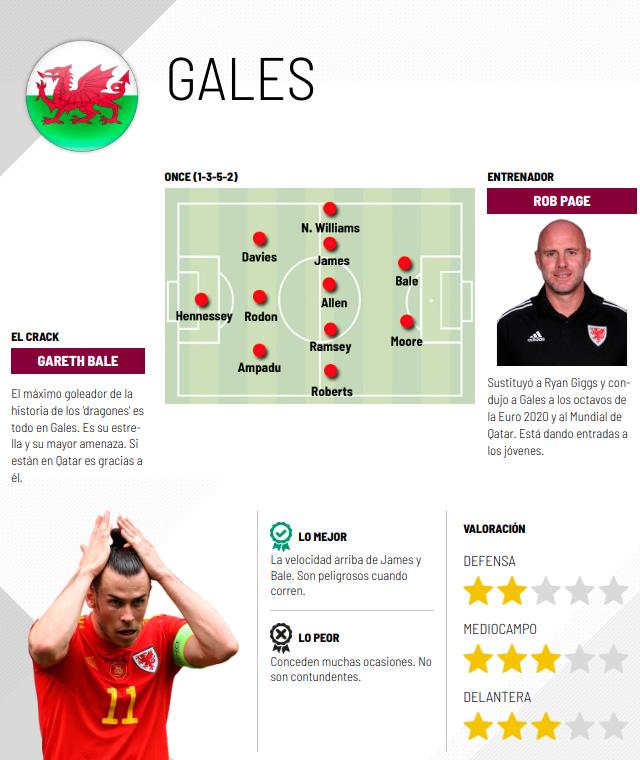 GALES
ONCE (1-3-5-2)
N. Williams
Davies
James
Bale
Hennessey
Rodon
Allen
Ramsey
Moore
Ampadu
Roberts
ENTRENADOR
ROB PAGE
Sustituyó a Ryan Giggs y con-
dujo a Gales a los octavos de
la Euro 2020 y al Mundial de
Qatar. Está dando entradas a
los jóvenes.
EL CRACK
GARETH BALE
El máximo goleador de la
historia de los 'dragones' es
todo en Gales. Es su estre-
lla y su mayor amenaza. Si
están en Qatar es gracias a
él.
11
LO MEJOR
La velocidad arriba de James y
Bale. Son peligrosos cuando
corren.
LO PEOR
Conceden muchas ocasiones. No
son contundentes.
VALORACIÓN
DEFENSA
MEDIOCAMPO
DELANTERA